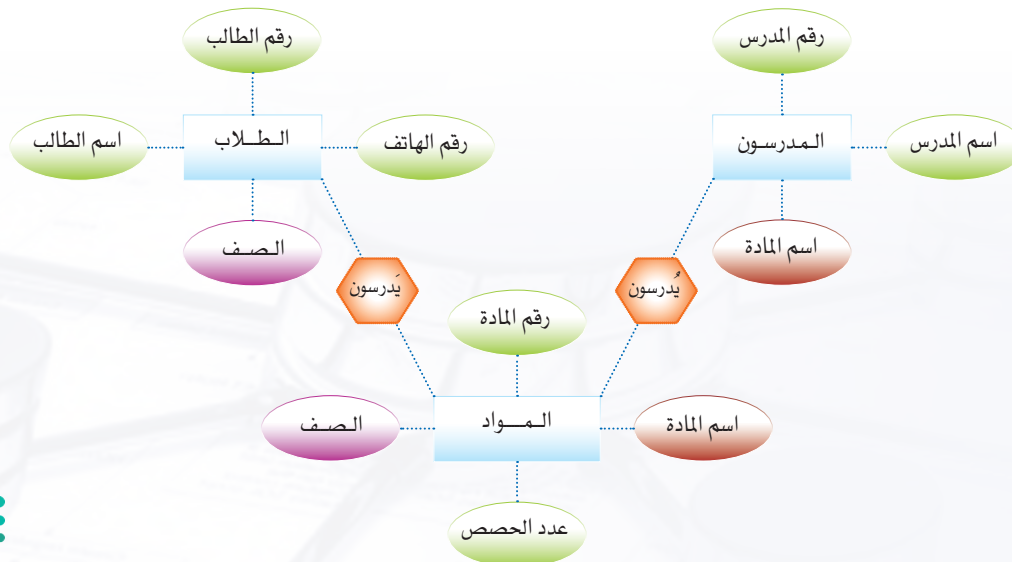 رقم المدرس
رقم الطالب
اسم المدرس
المدرسون
رقم الهاتف
الطلاب
اسم الطالب
اسم المادة
الصف
يُدرسون
يَدرسون
رقم المادة
اسم المادة
المواد
الصف
عدد الحصص